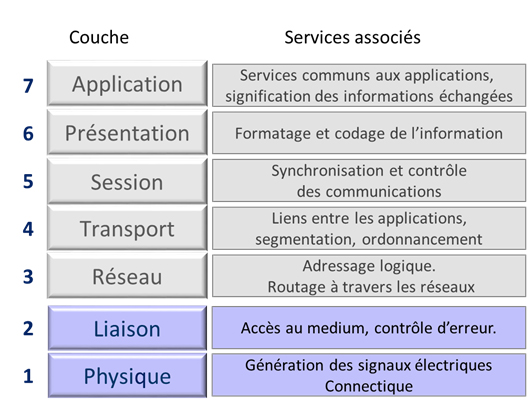 Couche Services associés
7 Application Services communs aux applications,
signification des informations échangées
6 Présentation Formatage et codage de l'information
5 Session Synchronisation et contrôle
des communications
4 Transport Liens entre les applications,
segmentation, ordonnancement
3 Réseau Adressage logique.
Routage à travers les réseaux
2 Liaison Accès au medium, contrôle d'erreur.
1 Physique Génération des signaux électriques
Connectique